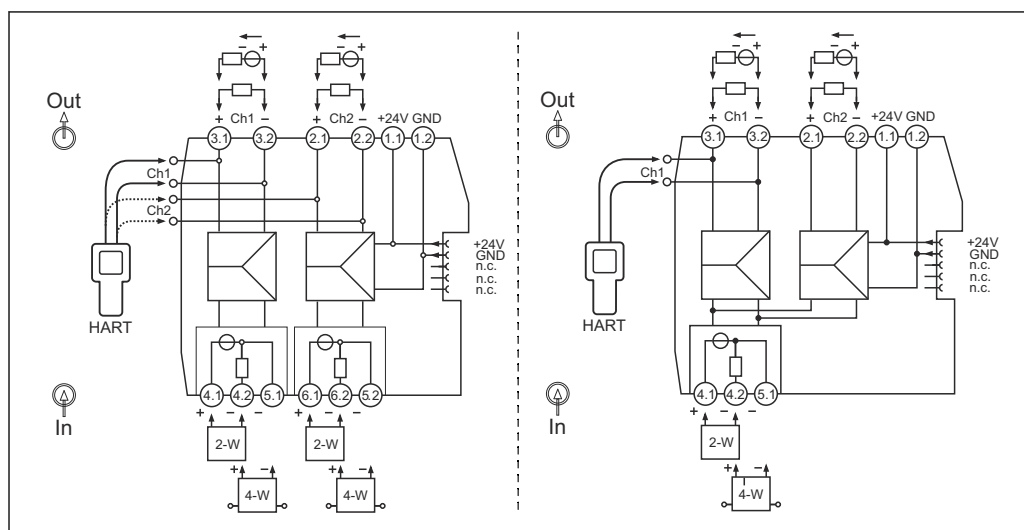 − + − +
Out
+ Ch1 − + Ch2 − +24V GND
3.1 3.2 2.1 2.2 1.1 1.2
Ch1
Ch2
+24V
GND
n.c.
n.c.
n.c.
HART
4.1 4.2 5.1 6.1 6.2 5.2
+ − − + − −
In
2-W 2-W
+ − + −
4-W 4-W
− + − +
Out
+ Ch1 − + Ch2 − +24V GND
3.1 3.2 2.1 2.2 1.1 1.2
Ch1
+24V
GND
n.c.
n.c.
n.c.
HART
4.1 4.2 5.1
+ − −
In
2-W
+ −
4-W